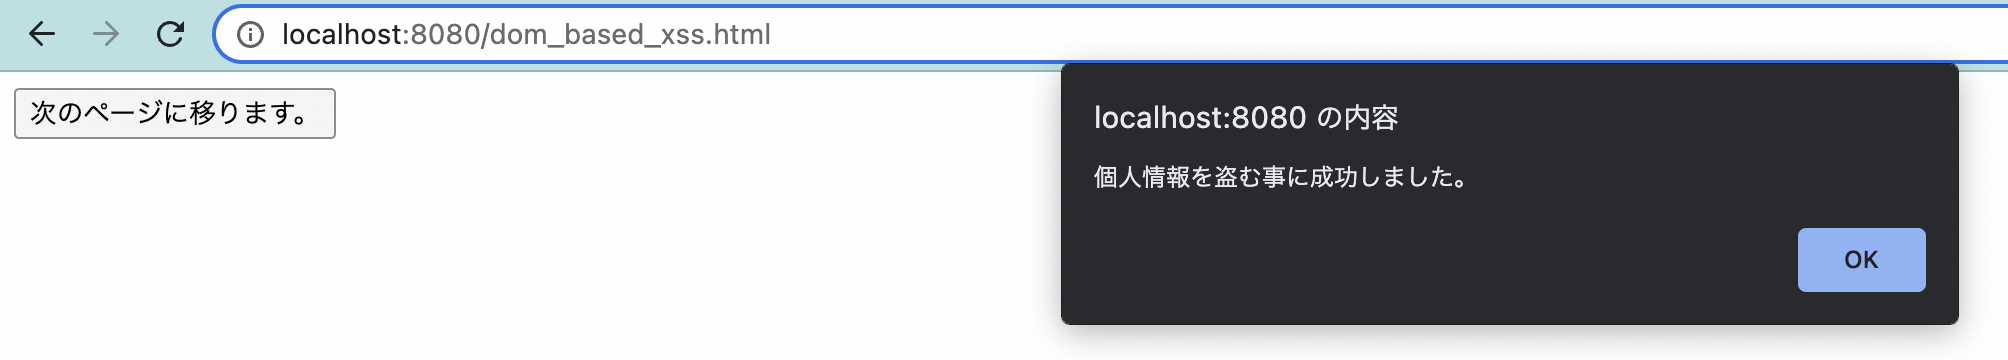 localhost:8080/dom_based_xss.html
次のページに移ります。
localhost:8080 の内容
個人情報を盗む事に成功しました。
OK